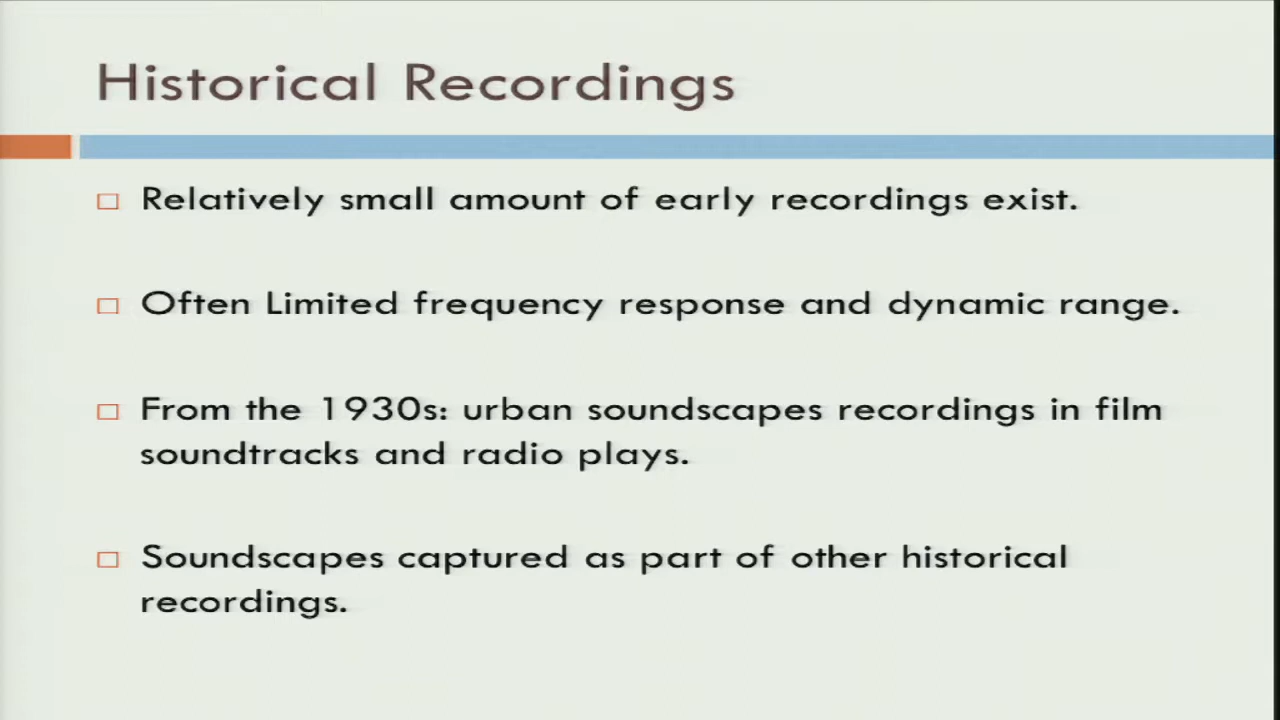 Historical Recordings
Relatively small amount of early recordings exist.
Often Limited frequency response and dynamic range.
From the 1930s: urban soundscapes recordings in film
soundtracks and radio plays.
Soundscapes captured as part of other historical
recordings.